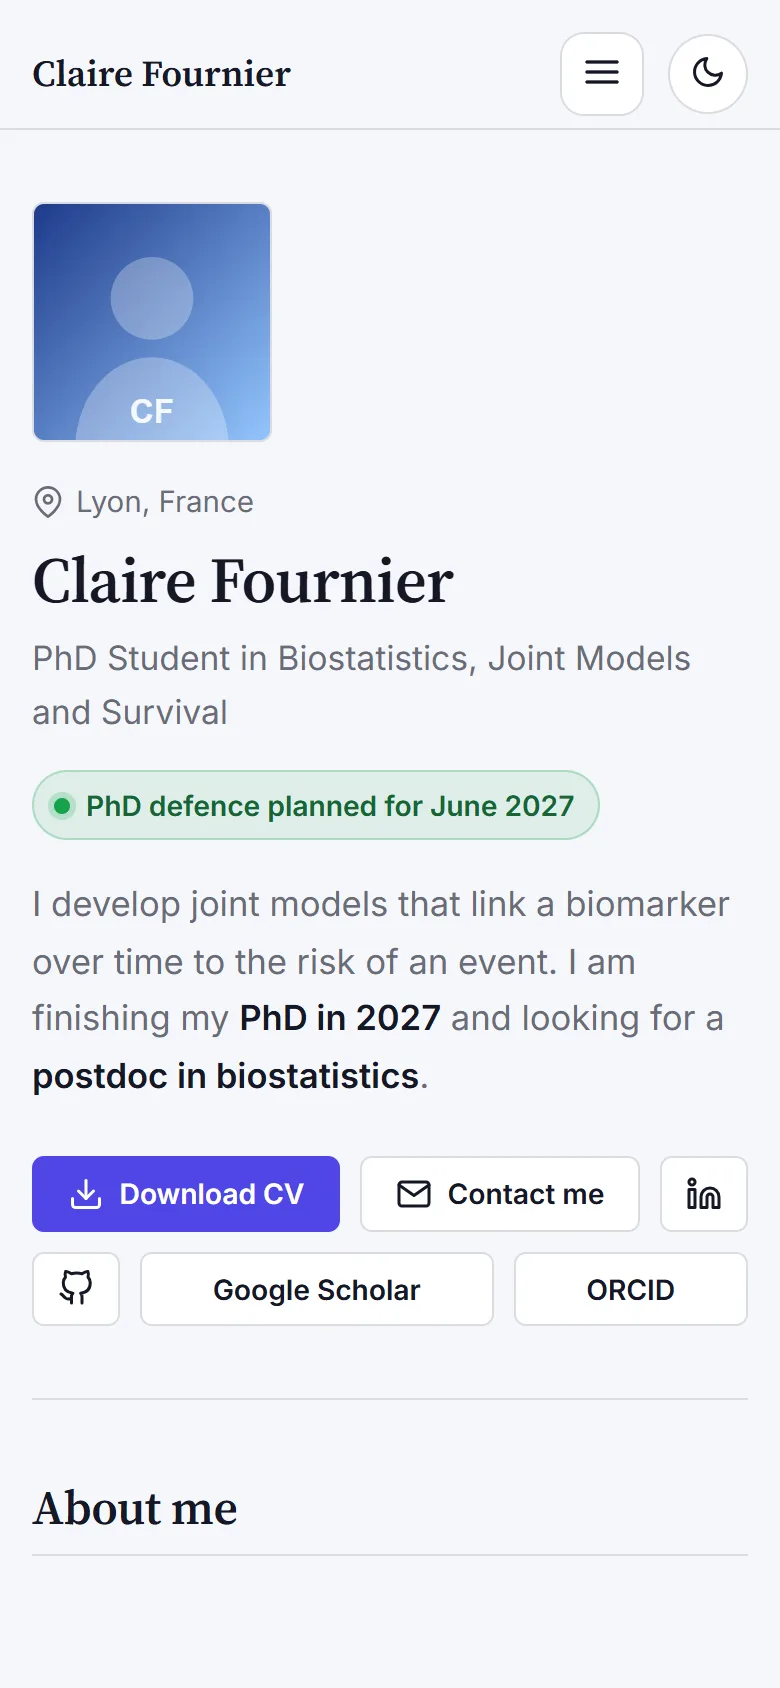 Claire Fournier
CF
Lyon, France
Claire Fournier
PhD Student in Biostatistics, Joint Models
and Survival
PhD defence planned for June 2027
I develop joint models that link a biomarker
over time to the risk of an event. I am
finishing my PhD in 2027 and looking for a
postdoc in biostatistics.
Download CV
Contact me
in
Google Scholar
ORCID
About me